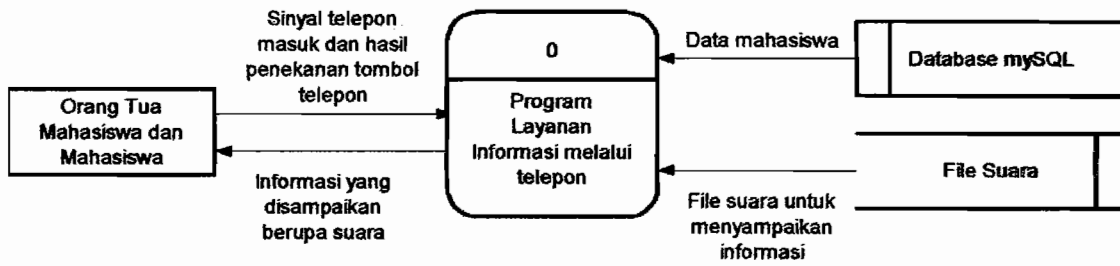 Sinyal telepon
masuk dan hasil
penekanan tombol
telepon
Orang Tua
Mahasiswa dan
Mahasiswa
Informasi yang
disampaikan
berupa suara
0
Program
Layanan
Informasi melalui
telepon
Data mahasiswa
Database mySQL
File Suara
File suara untuk
menyampaikan
informasi